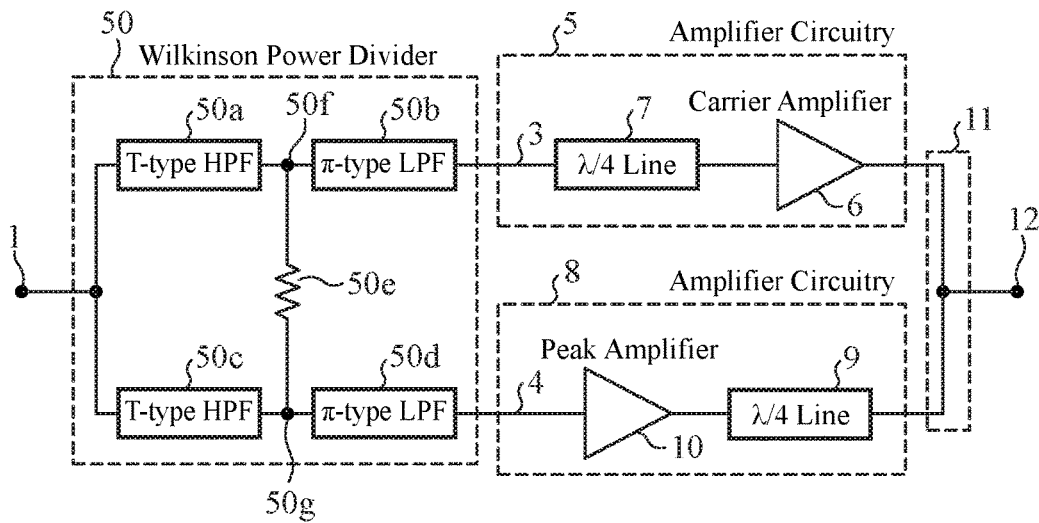 50
Wilkinson Power Divider
5
Amplifier Circuitry
50a
50f
50b
7
Carrier Amplifier
11
T-type HPF
π-type LPF
3
λ/4 Line
6
12
1
50e
8
Amplifier Circuitry
50c
50d
Peak Amplifier
9
T-type HPF
π-type LPF
4
λ/4 Line
10
50g